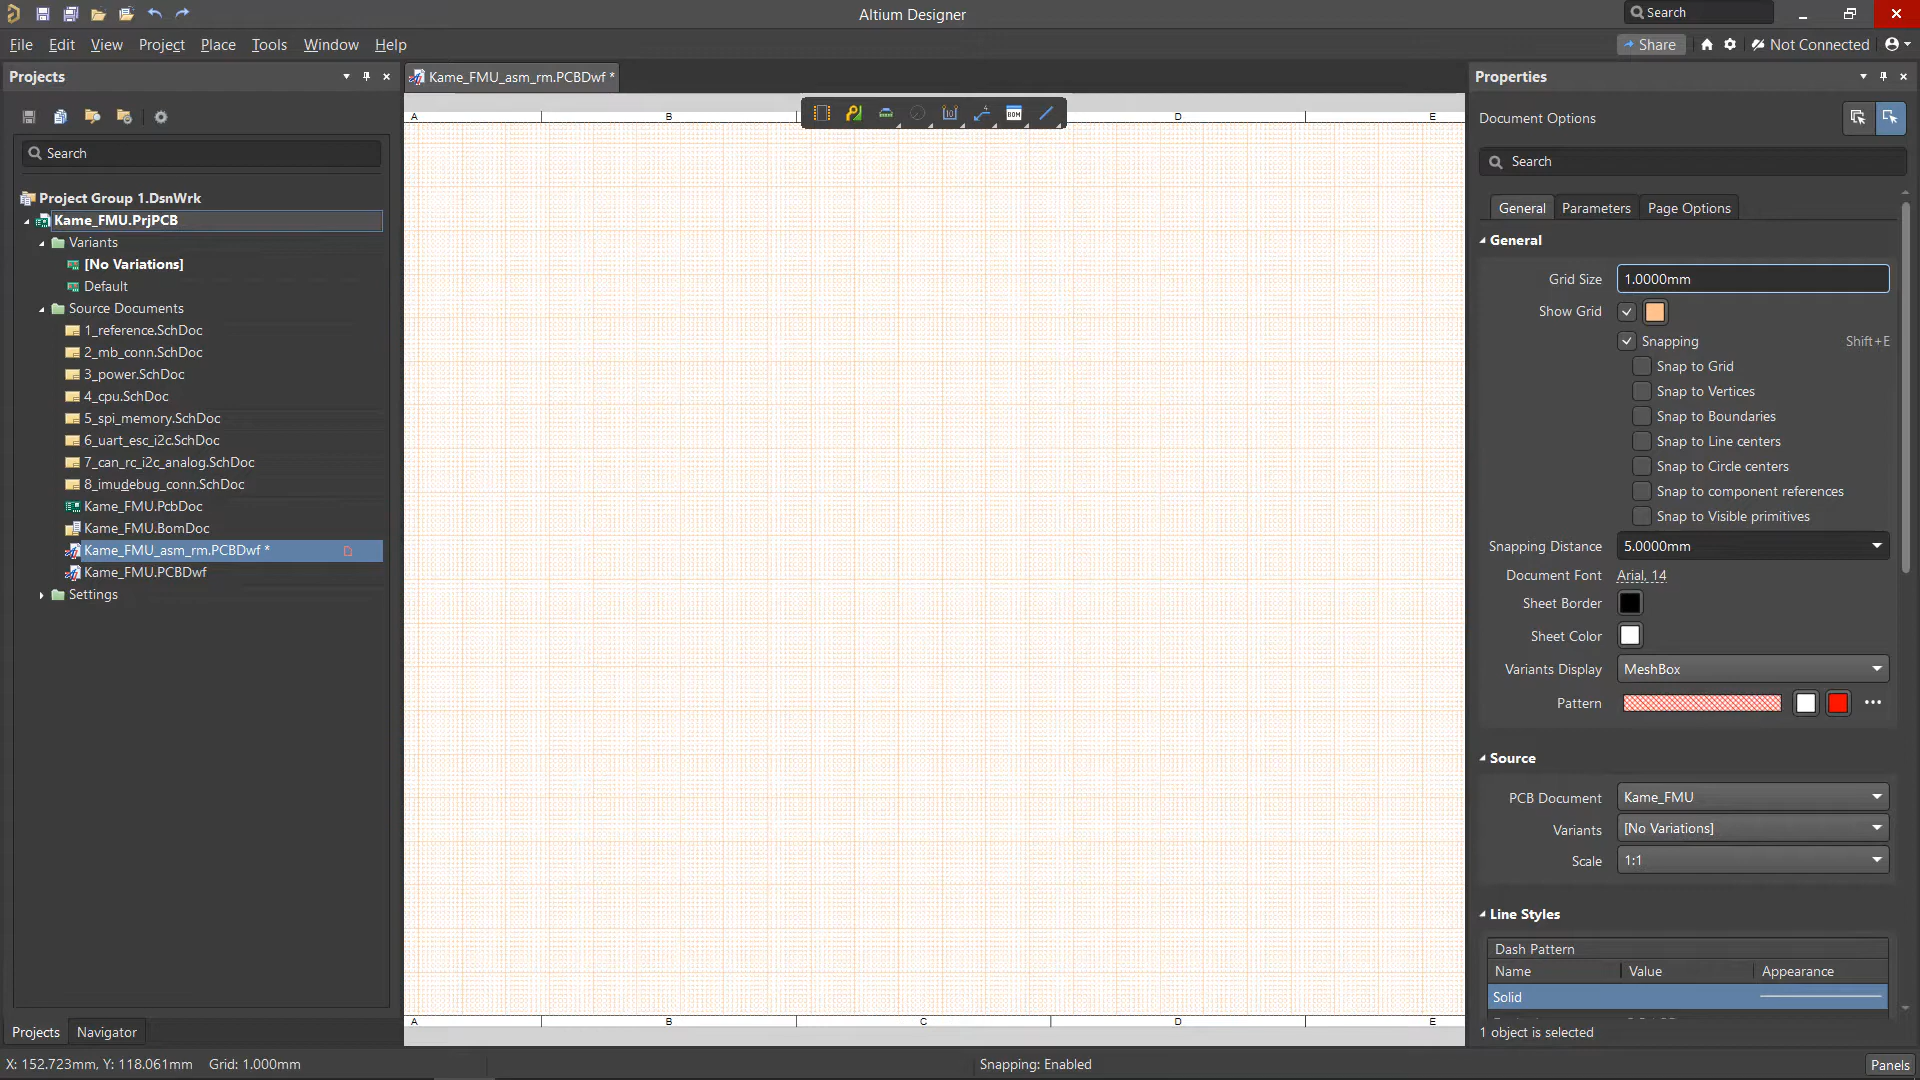 Altium Designer
Search
File Edit View Project Place Tools Window Help
Share
Not Connected
Projects
Kame_FMU_asm_rm.PCBDwf *
Properties
Search
Project Group 1.DsnWrk
Kame_FMU.PrjPCB
Variants
[No Variations]
Default
Source Documents
1_reference.SchDoc
2_mb_conn.SchDoc
3_power.SchDoc
4_cpu.SchDoc
5_spi_memory.SchDoc
6_uart_esc_i2c.SchDoc
7_can_rc_i2c_analog.SchDoc
8_imudebug_conn.SchDoc
Kame_FMU.PcbDoc
Kame_FMU.BomDoc
Kame_FMU_asm_rm.PCBDwf *
Kame_FMU.PCBDwf
Settings
Projects Navigator
A B D E
10
4
BOM
A B C D E
Document Options
Search
General Parameters Page Options
General
Grid Size 1.0000mm
Show Grid
Snapping Shift+E
Snap to Grid
Snap to Vertices
Snap to Boundaries
Snap to Line centers
Snap to Circle centers
Snap to component references
Snap to Visible primitives
Snapping Distance 5.0000mm
Document Font Arial, 14
Sheet Border
Sheet Color
Variants Display MeshBox
Pattern
Source
PCB Document Kame_FMU
Variants [No Variations]
Scale 1:1
Line Styles
Dash Pattern
Name Value Appearance
Solid
1 object is selected
X: 152.723mm, Y: 118.061mm Grid: 1.000mm
Snapping: Enabled
Panels